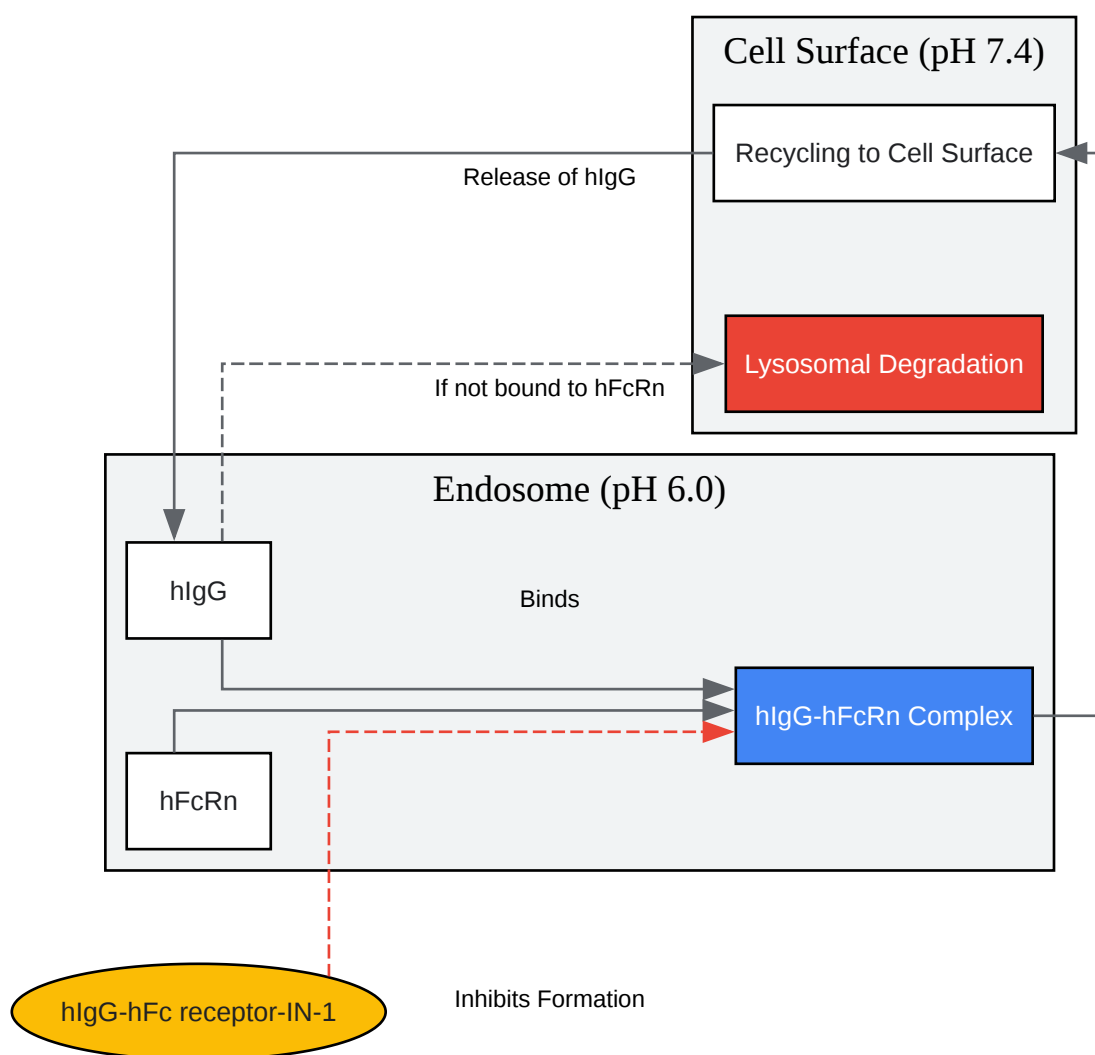 Cell Surface (pH 7.4)
Recycling to Cell Surface
Release of hIgG
Lysosomal Degradation
If not bound to hFcRn
Endosome (pH 6.0)
hIgG
Binds
hIgG-hFcRn Complex
hFcRn
Inhibits Formation
hIgG-hFc receptor-IN-1